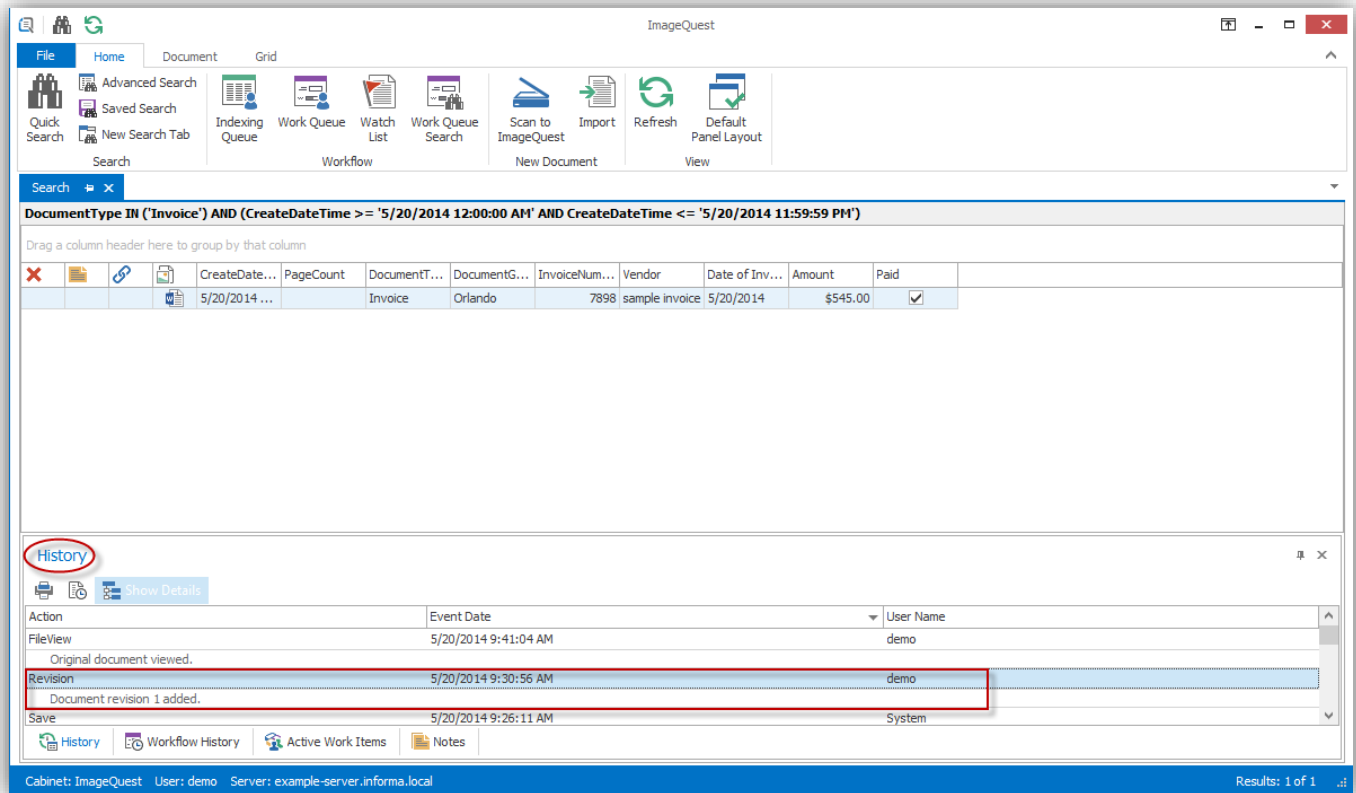 ImageQuest
File Home Document Grid
Quick Search
Advanced Search
Saved Search
New Search Tab
Search
Indexing Queue
Work Queue
Watch List
Work Queue Search
Workflow
Scan to ImageQuest
Import
New Document
Refresh
Default Panel Layout
View
Search
DocumentType IN ('Invoice') AND (CreateDateTime >= '5/20/2014 12:00:00 AM' AND CreateDateTime <= '5/20/2014 11:59:59 PM')
Drag a column header here to group by that column
CreateDate... PageCount DocumentT... DocumentG... InvoiceNum... Vendor Date of Inv... Amount Paid
5/20/2014 ... Invoice Orlando 7898 sample invoice 5/20/2014 $545.00
History
Show Details
Action Event Date User Name
FileView 5/20/2014 9:41:04 AM demo
Original document viewed.
Revision 5/20/2014 9:30:56 AM demo
Document revision 1 added.
Save 5/20/2014 9:26:11 AM System
History Workflow History Active Work Items Notes
Cabinet: ImageQuest User: demo Server: example-server.informa.local Results: 1 of 1